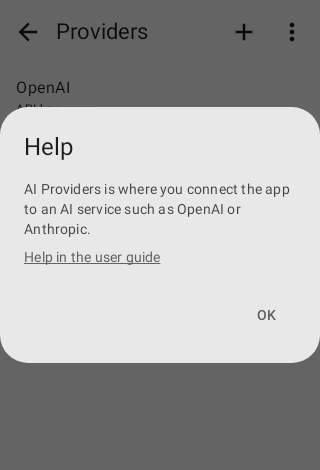 Providers
OpenAI
Help
AI Providers is where you connect the app
to an AI service such as OpenAI or
Anthropic.
Help in the user guide
OK